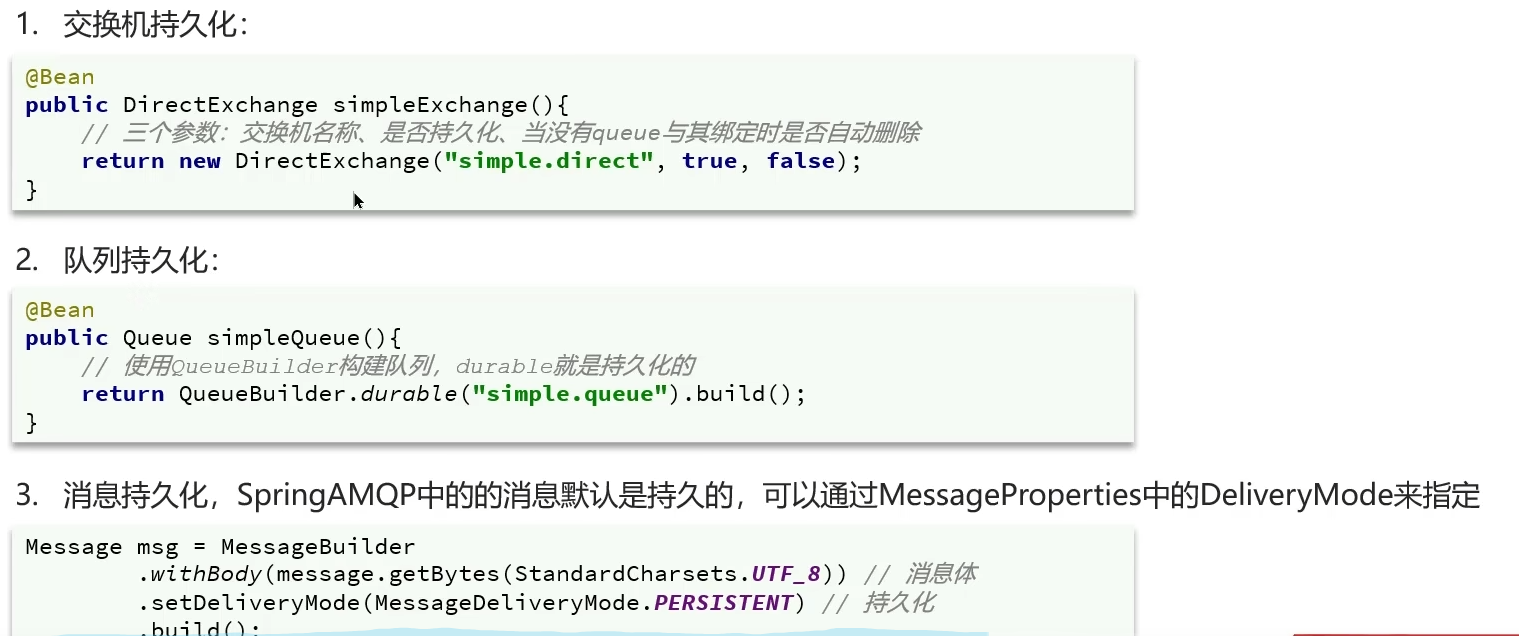 1. 交换机持久化：
@Bean
public DirectExchange simpleExchange(){
    // 三个参数：交换机名称、是否持久化、当没有queue与其绑定时是否自动删除
    return new DirectExchange("simple.direct", true, false);
}
2. 队列持久化：
@Bean
public Queue simpleQueue(){
    // 使用QueueBuilder构建队列，durable就是持久化的
    return QueueBuilder.durable("simple.queue").build();
}
3. 消息持久化，SpringAMQP中的的消息默认是持久的，可以通过MessageProperties中的DeliveryMode来指定
Message msg = MessageBuilder
        .withBody(message.getBytes(StandardCharsets.UTF_8)) // 消息体
        .setDeliveryMode(MessageDeliveryMode.PERSISTENT) // 持久化
        .build();